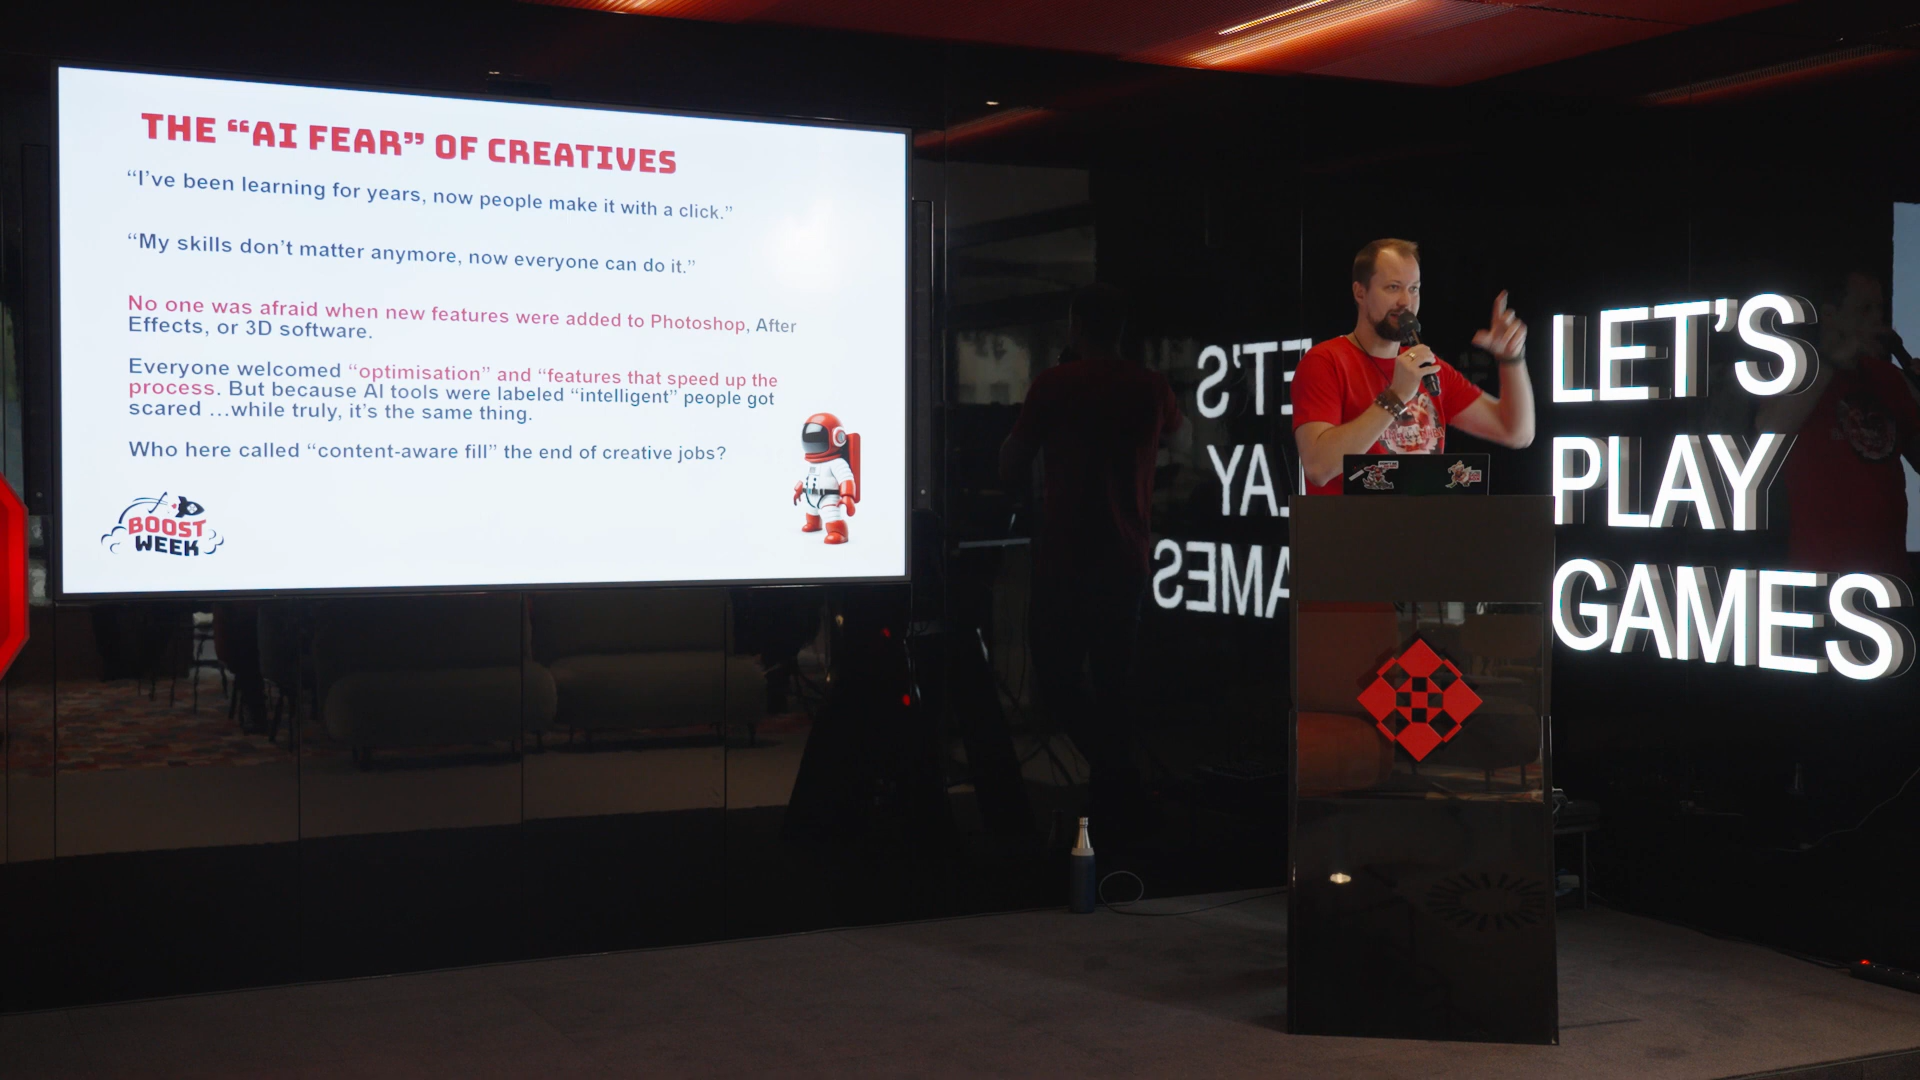 THE “AI FEAR” OF CREATIVES
“I’ve been learning for years, now people make it with a click.”
“My skills don’t matter anymore, now everyone can do it.”
No one was afraid when new features were added to Photoshop, After
Effects, or 3D software.
Everyone welcomed “optimisation” and “features that speed up the
process. But because AI tools were labeled “intelligent” people got
scared …while truly, it’s the same thing.
Who here called “content-aware fill” the end of creative jobs?
BOOST
WEEK
LET’S
PLAY
GAMES